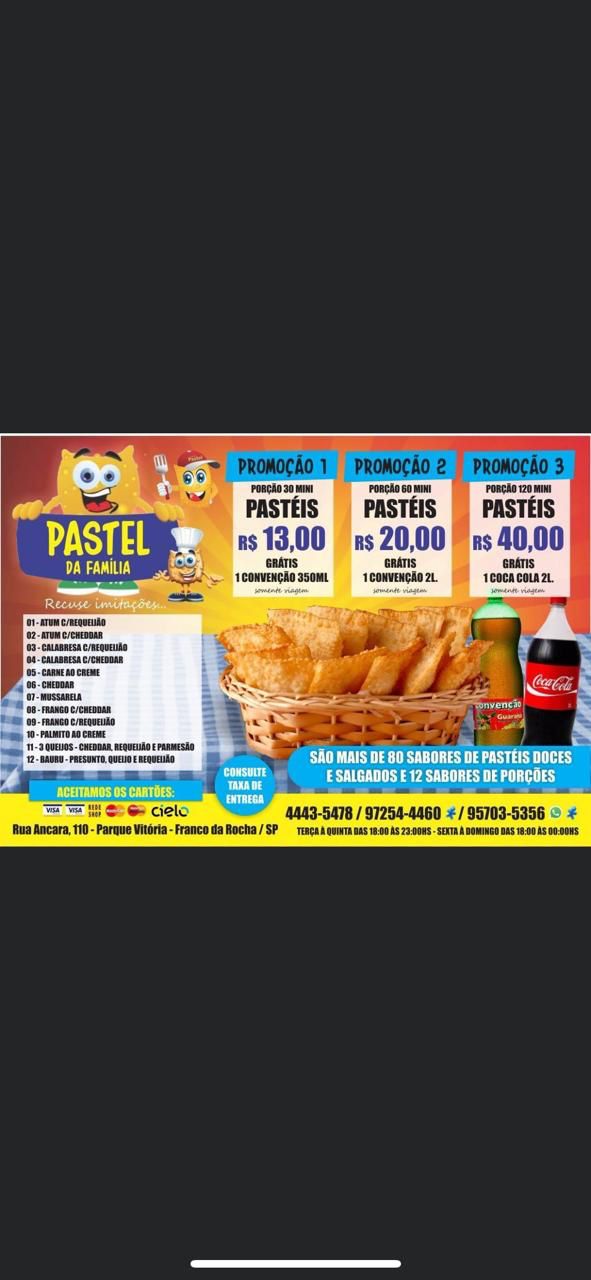 PASTEL
DA FAMÍLIA
Recuse imitações...
PROMOÇÃO 1
PORÇÃO 30 MINI
PASTÉIS
R$ 13,00
GRÁTIS
1 CONVENÇÃO 350ML
somente viagem
PROMOÇÃO 2
PORÇÃO 60 MINI
PASTÉIS
R$ 20,00
GRÁTIS
1 CONVENÇÃO 2L.
somente viagem
PROMOÇÃO 3
PORÇÃO 120 MINI
PASTÉIS
R$ 40,00
GRÁTIS
1 COCA COLA 2L.
somente viagem
01 - ATUM C/REQUEIJÃO
02 - ATUM C/CHEDDAR
03 - CALABRESA C/REQUEIJÃO
04 - CALABRESA C/CHEDDAR
05 - CARNE AO CREME
06 - CHEDDAR
07 - MUSSARELA
08 - FRANGO C/CHEDDAR
09 - FRANGO C/REQUEIJÃO
10 - PALMITO AO CREME
11 - 3 QUEIJOS - CHEDDAR, REQUEIJÃO E PARMESÃO
12 - BAURU - PRESUNTO, QUEIJO E REQUEIJÃO
Convenção
Guaraná
Coca-Cola
SÃO MAIS DE 80 SABORES DE PASTÉIS DOCES
E SALGADOS E 12 SABORES DE PORÇÕES
CONSULTE
TAXA DE
ENTREGA
ACEITAMOS OS CARTÕES:
VISA VISA REDE SHOP cielo
Rua Ancara, 110 - Parque Vitória - Franco da Rocha / SP
4443-5478 / 97254-4460 / 95703-5356
TERÇA À QUINTA DAS 18:00 ÀS 23:00HS - SEXTA À DOMINGO DAS 18:00 ÀS 00:00HS